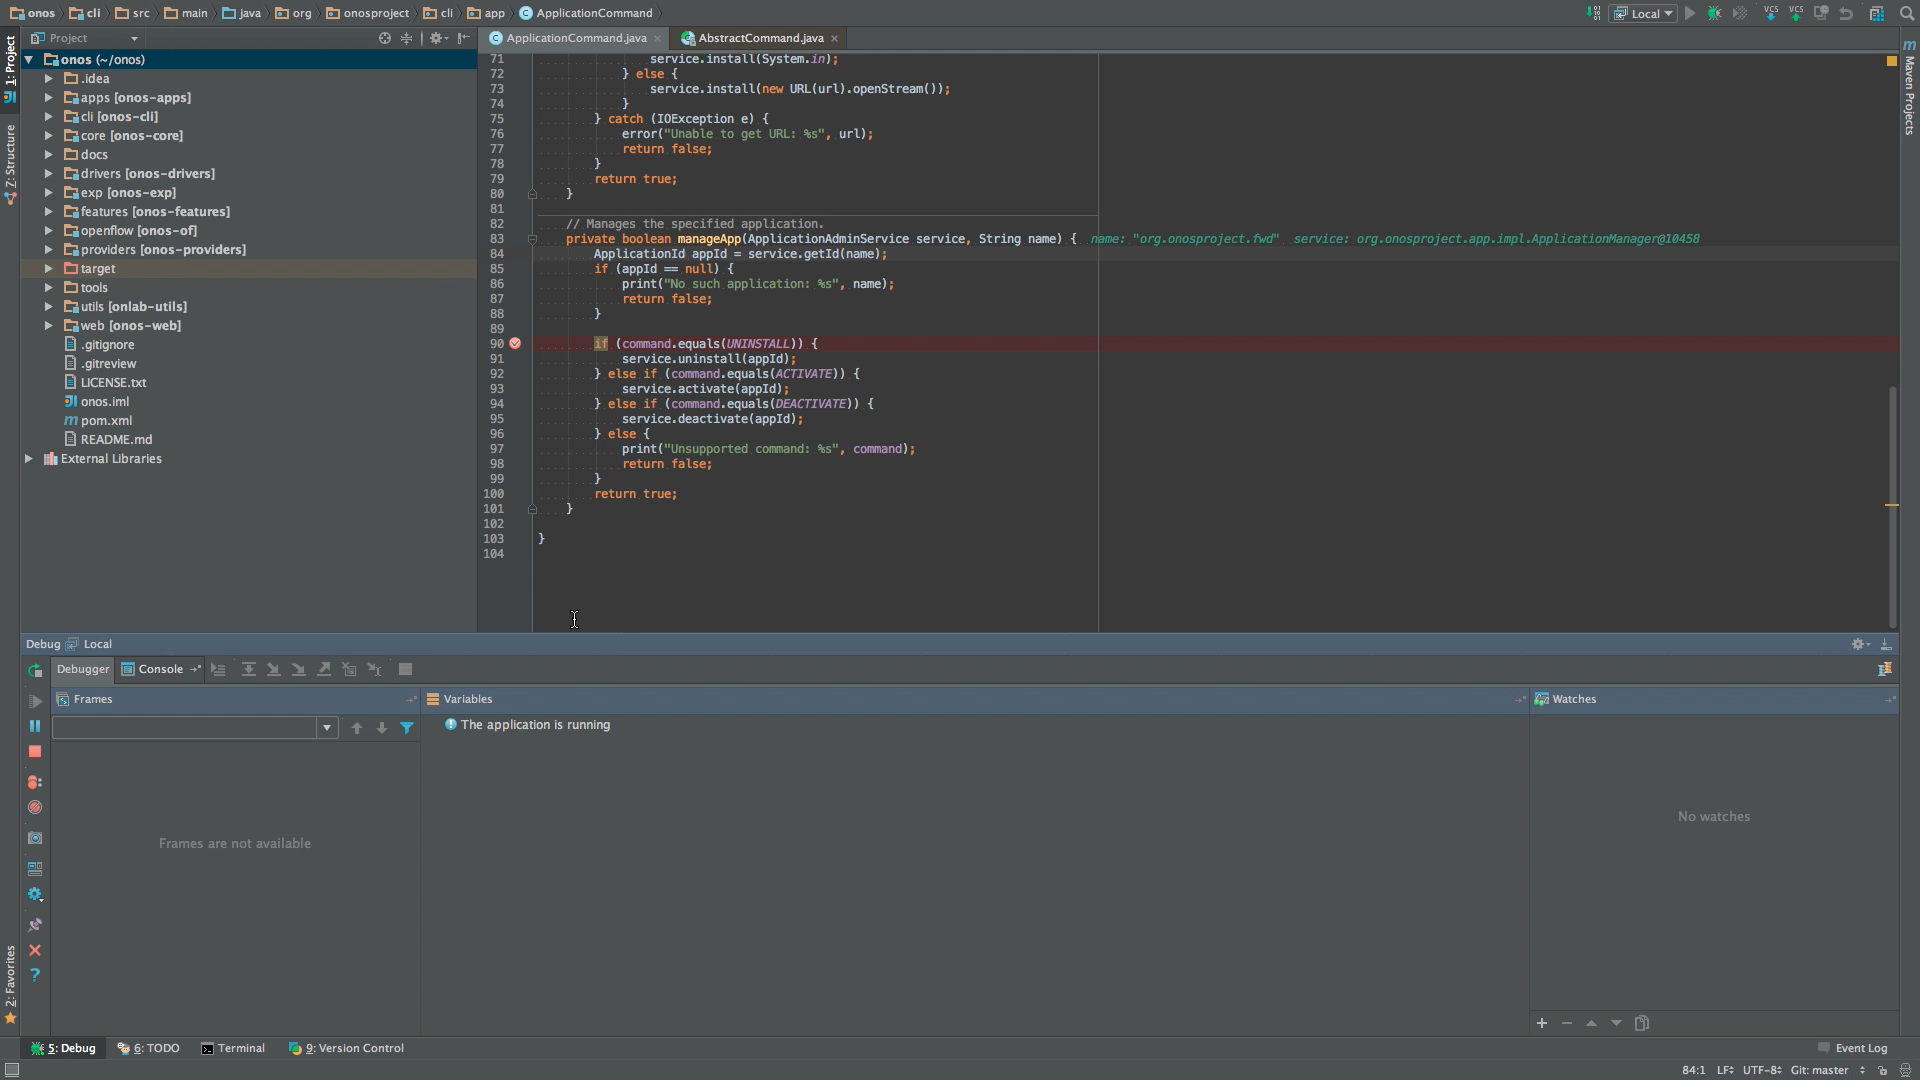 onos cli src main java org onosproject cli app ApplicationCommand
Local
Project
ApplicationCommand.java
AbstractCommand.java
1: Project
Z: Structure
2: Favorites
Maven Projects
onos (~/onos)
.idea
apps [onos-apps]
cli [onos-cli]
core [onos-core]
docs
drivers [onos-drivers]
exp [onos-exp]
features [onos-features]
openflow [onos-of]
providers [onos-providers]
target
tools
utils [onlab-utils]
web [onos-web]
.gitignore
.gitreview
LICENSE.txt
onos.iml
pom.xml
README.md
External Libraries
71 service.install(System.in);
72 } else {
73 service.install(new URL(url).openStream());
74 }
75 } catch (IOException e) {
76 error("Unable to get URL: %s", url);
77 return false;
78 }
79 return true;
80 }
81
82 // Manages the specified application.
83 private boolean manageApp(ApplicationAdminService service, String name) { name: "org.onosproject.fwd" service: org.onosproject.app.impl.ApplicationManager@10458
84 ApplicationId appId = service.getId(name);
85 if (appId == null) {
86 print("No such application: %s", name);
87 return false;
88 }
89
90 if (command.equals(UNINSTALL)) {
91 service.uninstall(appId);
92 } else if (command.equals(ACTIVATE)) {
93 service.activate(appId);
94 } else if (command.equals(DEACTIVATE)) {
95 service.deactivate(appId);
96 } else {
97 print("Unsupported command: %s", command);
98 return false;
99 }
100 return true;
101 }
102
103 }
104
Debug Local
Debugger Console
Frames
Variables
Watches
The application is running
Frames are not available
No watches
5: Debug 6: TODO Terminal 9: Version Control Event Log
84:1 LF UTF-8 Git: master